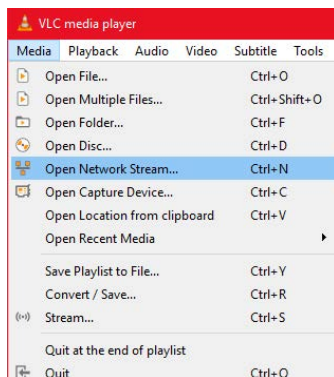 VLC media player
Media Playback Audio Video Subtitle Tools
Open File... Ctrl+O
Open Multiple Files... Ctrl+Shift+O
Open Folder... Ctrl+F
Open Disc... Ctrl+D
Open Network Stream... Ctrl+N
Open Capture Device... Ctrl+C
Open Location from clipboard Ctrl+V
Open Recent Media
Save Playlist to File... Ctrl+Y
Convert / Save... Ctrl+R
Stream... Ctrl+S
Quit at the end of playlist
Quit Ctrl+Q